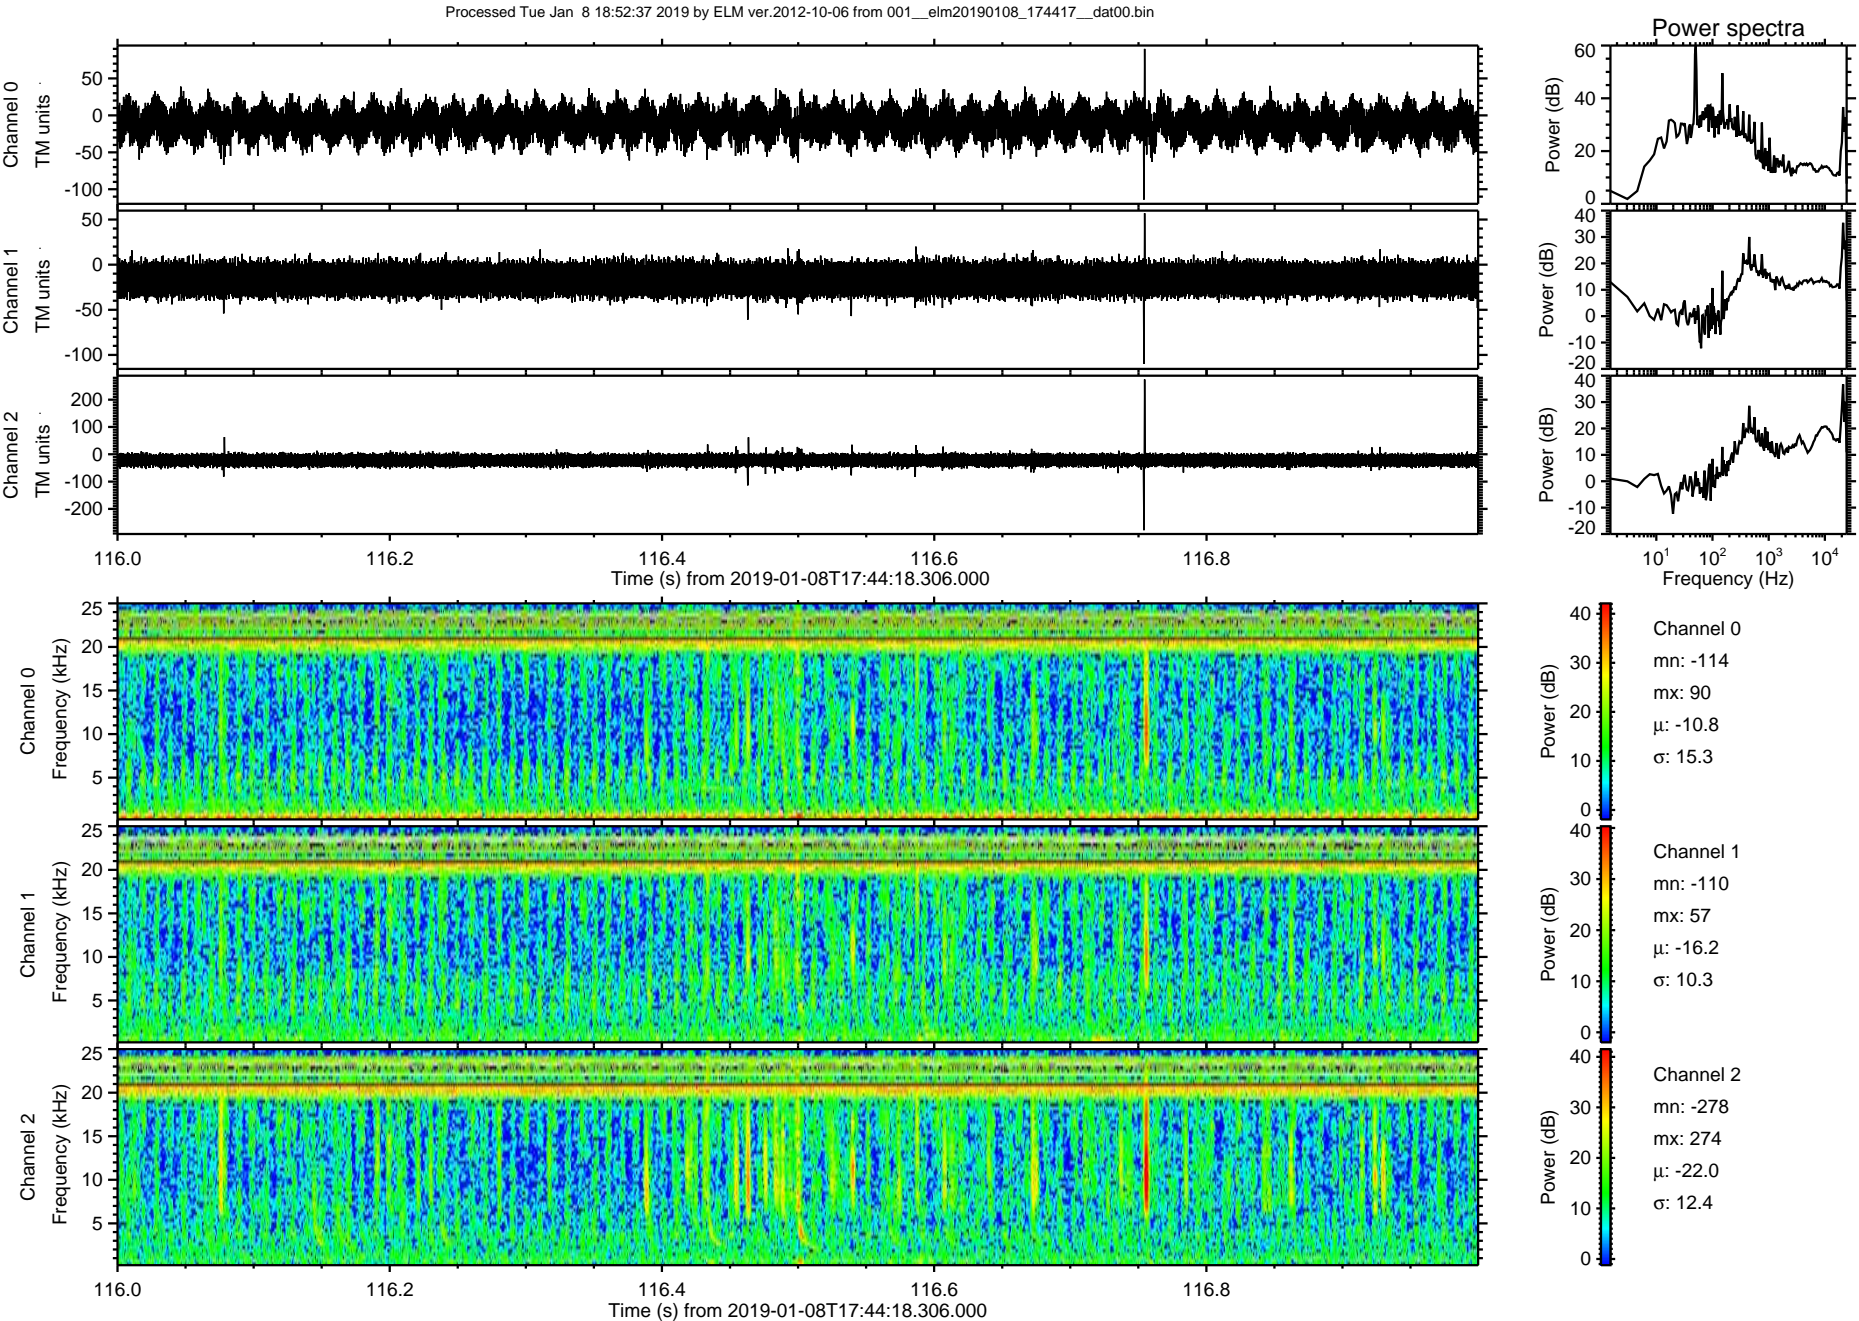 Processed Tue Jan  8 18:52:37 2019 by ELM ver.2012-10-06 from 001__elm20190108_174417__dat00.bin
Power spectra
Channel 0
TM units
50
0
-50
-100
Power (dB)
60
40
20
0
Channel 1
TM units
50
0
-50
-100
Power (dB)
40
30
20
10
0
-10
-20
Channel 2
TM units
200
100
0
-100
-200
Power (dB)
40
30
20
10
0
-10
-20
116.0 116.2 116.4 116.6 116.8
Time (s) from 2019-01-08T17:44:18.306.000
10¹ 10² 10³ 10⁴
Frequency (Hz)
Channel 0
Frequency (kHz)
25
20
15
10
5
Power (dB)
40
30
20
10
0
Channel 0
mn: -114
mx: 90
μ: -10.8
σ: 15.3
Channel 1
Frequency (kHz)
25
20
15
10
5
Power (dB)
40
30
20
10
0
Channel 1
mn: -110
mx: 57
μ: -16.2
σ: 10.3
Channel 2
Frequency (kHz)
25
20
15
10
5
Power (dB)
40
30
20
10
0
Channel 2
mn: -278
mx: 274
μ: -22.0
σ: 12.4
116.0 116.2 116.4 116.6 116.8
Time (s) from 2019-01-08T17:44:18.306.000